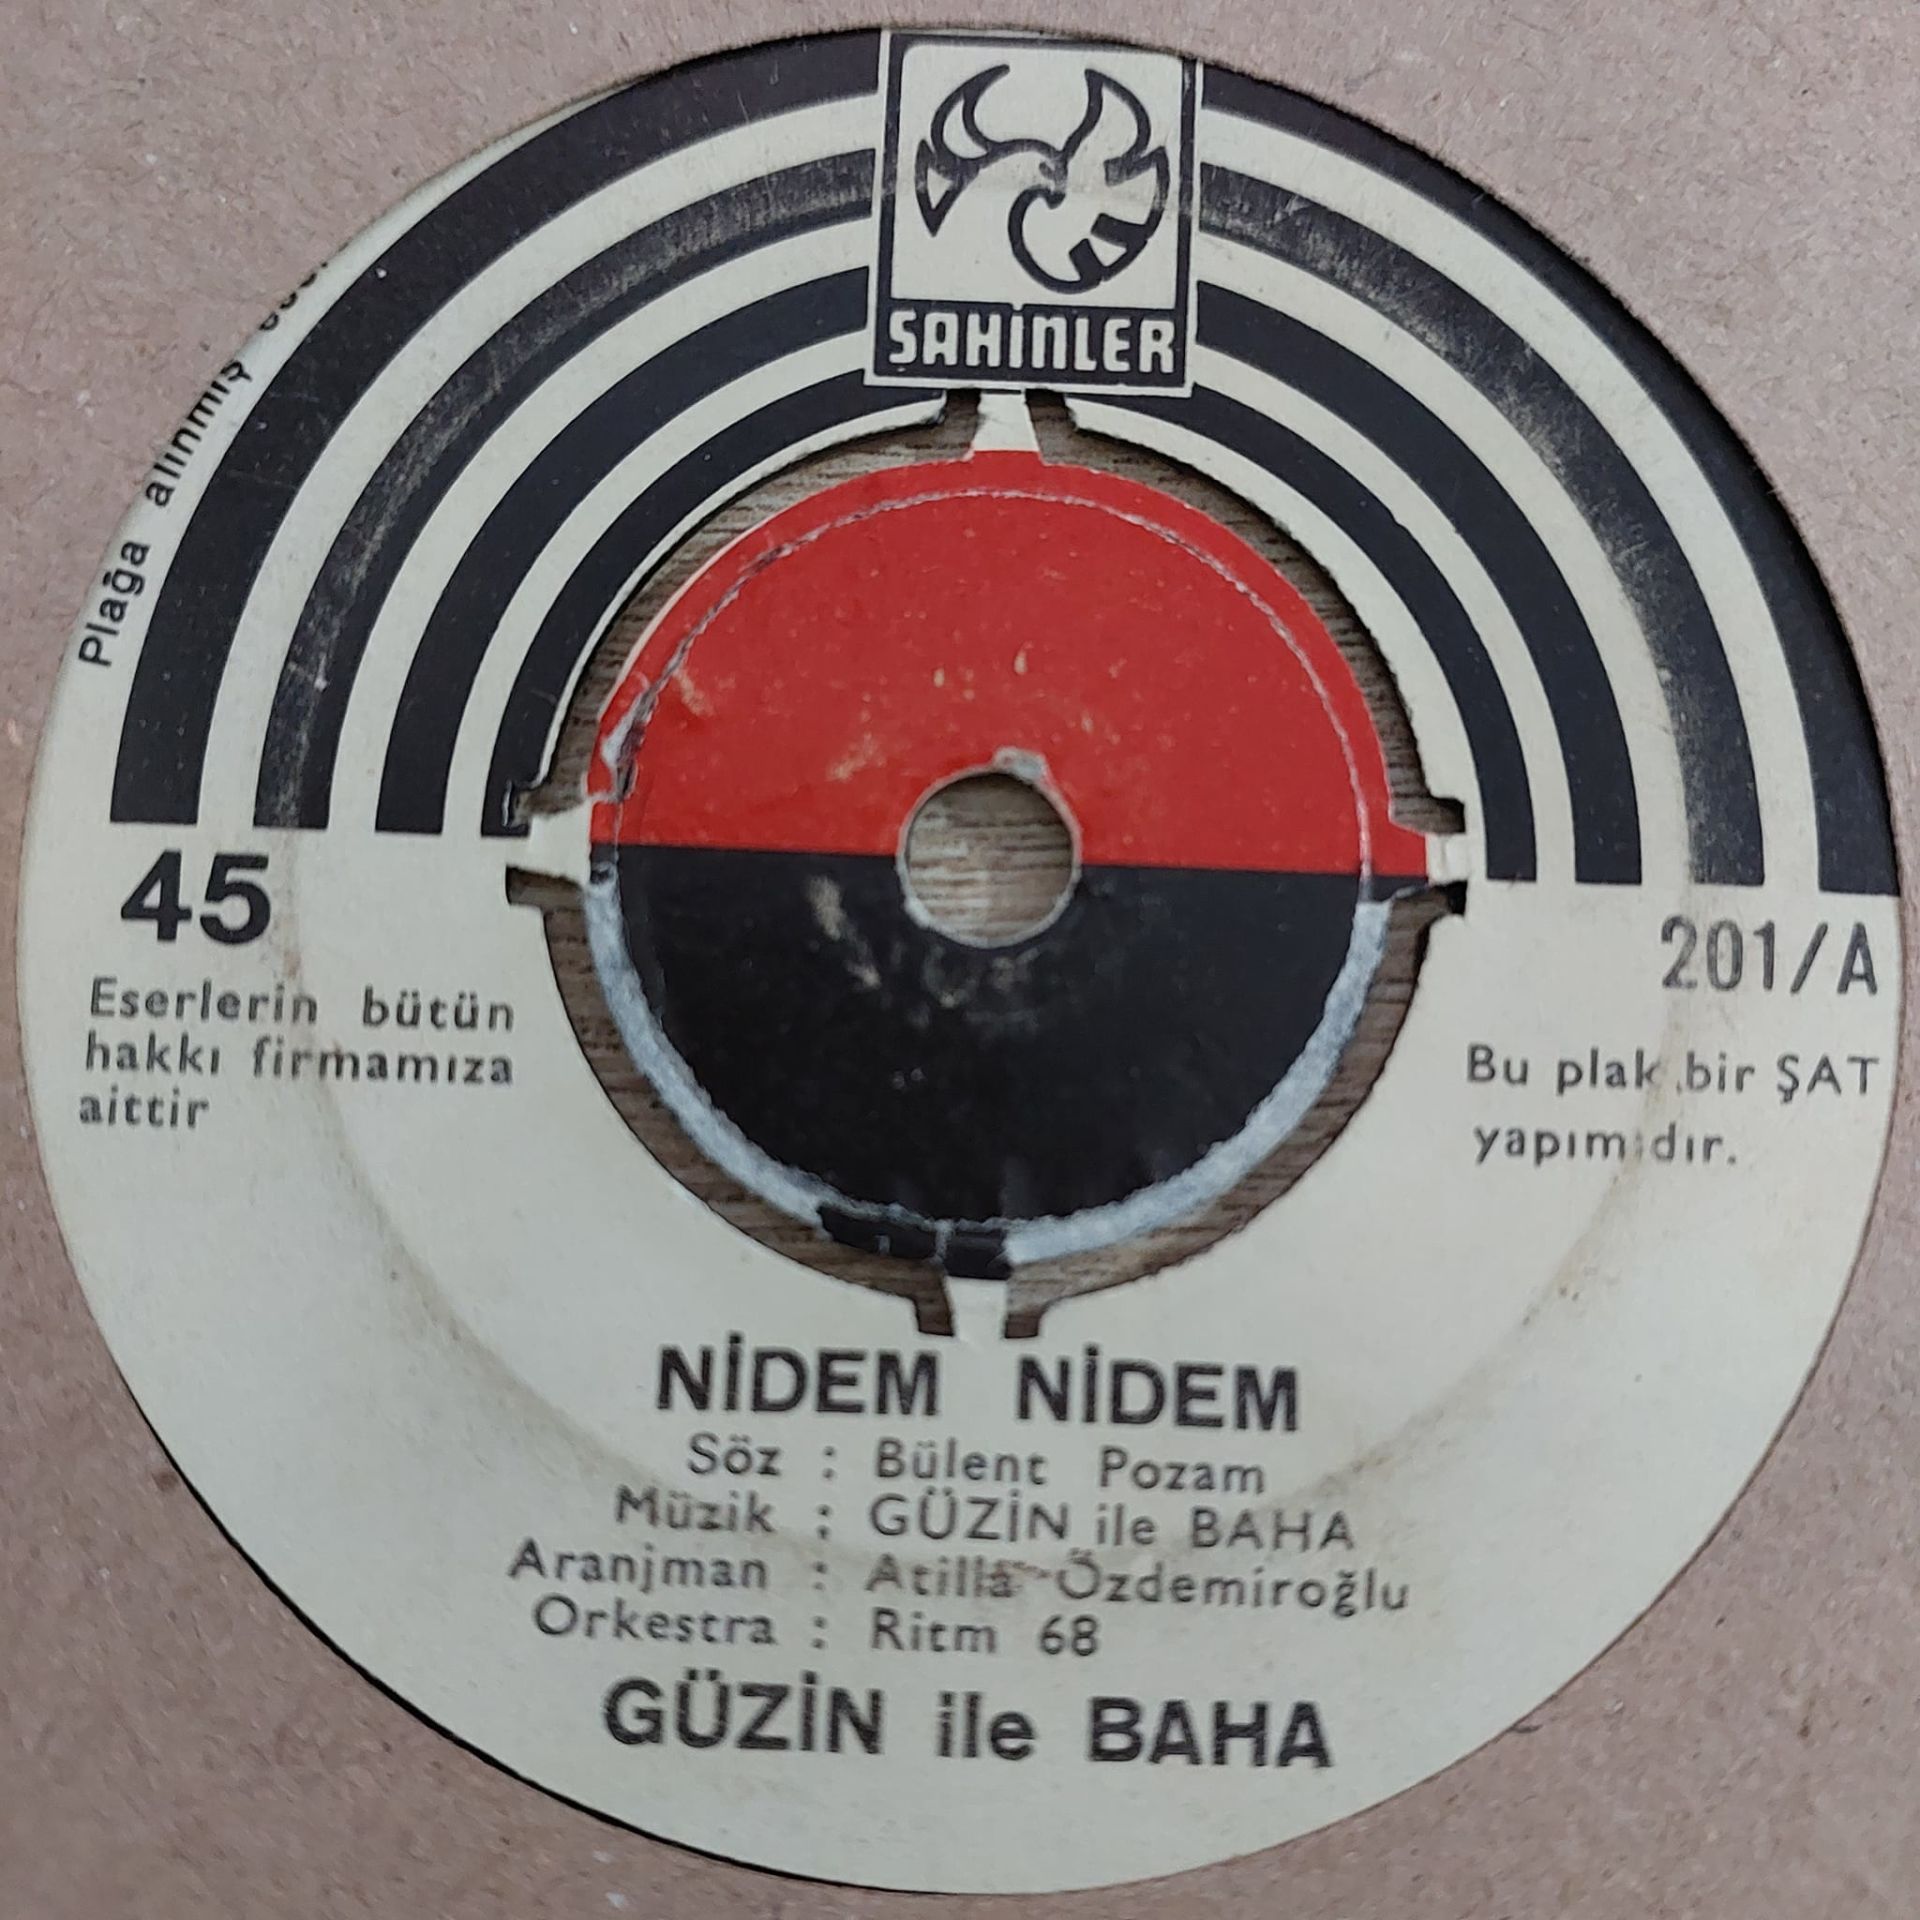 SAHİNLER
Plağa alınmış
45
Eserlerin bütün
hakkı firmamıza
aittir
201/A
Bu plak bir ŞAT
yapımıdır.
NİDEM NİDEM
Söz : Bülent Pozam
Müzik : GÜZİN ile BAHA
Aranjman : Atillâ Özdemiroğlu
Orkestra : Ritm 68
GÜZİN ile BAHA